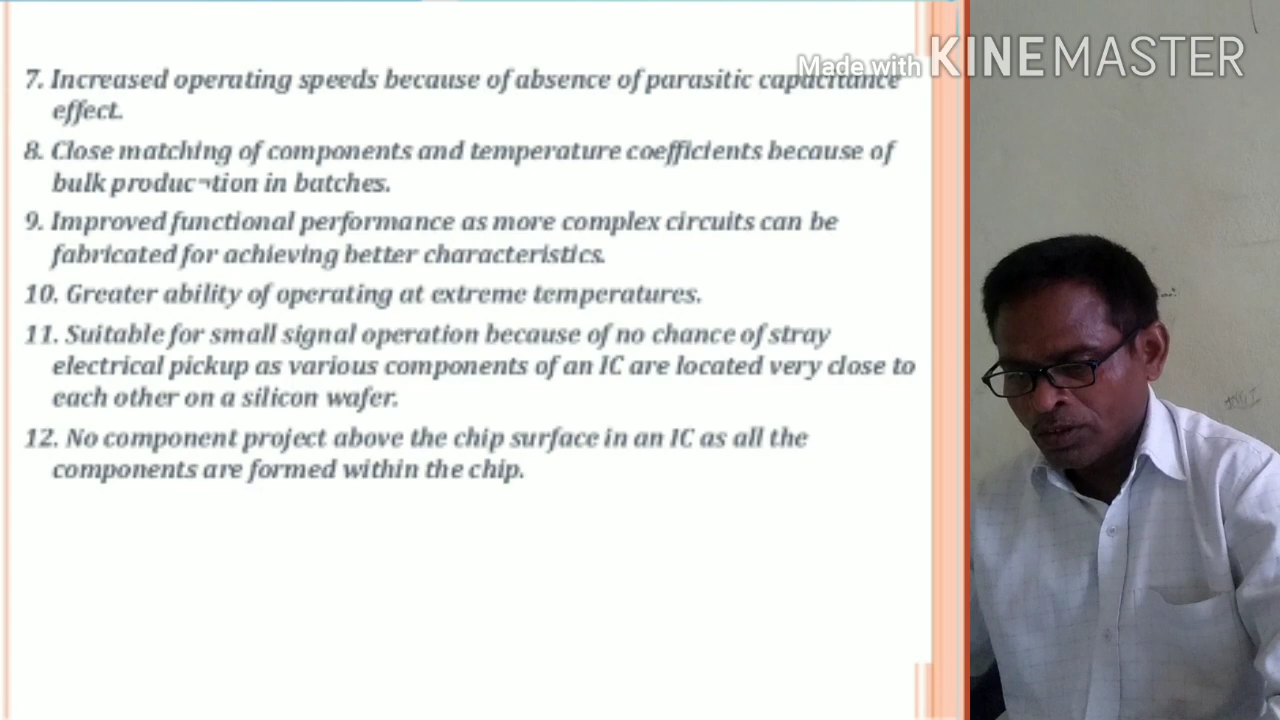 Made with KINEMASTER
7. Increased operating speeds because of absence of parasitic capacitance
effect.
8. Close matching of components and temperature coefficients because of
bulk produc¬tion in batches.
9. Improved functional performance as more complex circuits can be
fabricated for achieving better characteristics.
10. Greater ability of operating at extreme temperatures.
11. Suitable for small signal operation because of no chance of stray
electrical pickup as various components of an IC are located very close to
each other on a silicon wafer.
12. No component project above the chip surface in an IC as all the
components are formed within the chip.